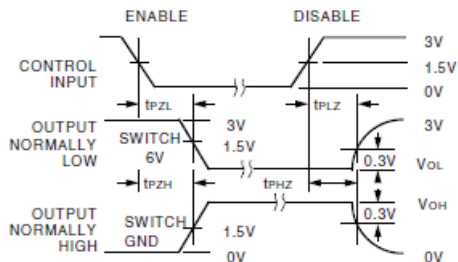 ENABLE DISABLE
3V
CONTROL INPUT 1.5V
tPZL tPLZ 0V
OUTPUT NORMALLY LOW SWITCH 6V 3V 3V
1.5V
0.3V VOL
tPZH tPHZ
VOH
0.3V
OUTPUT NORMALLY HIGH SWITCH GND 1.5V
0V 0V